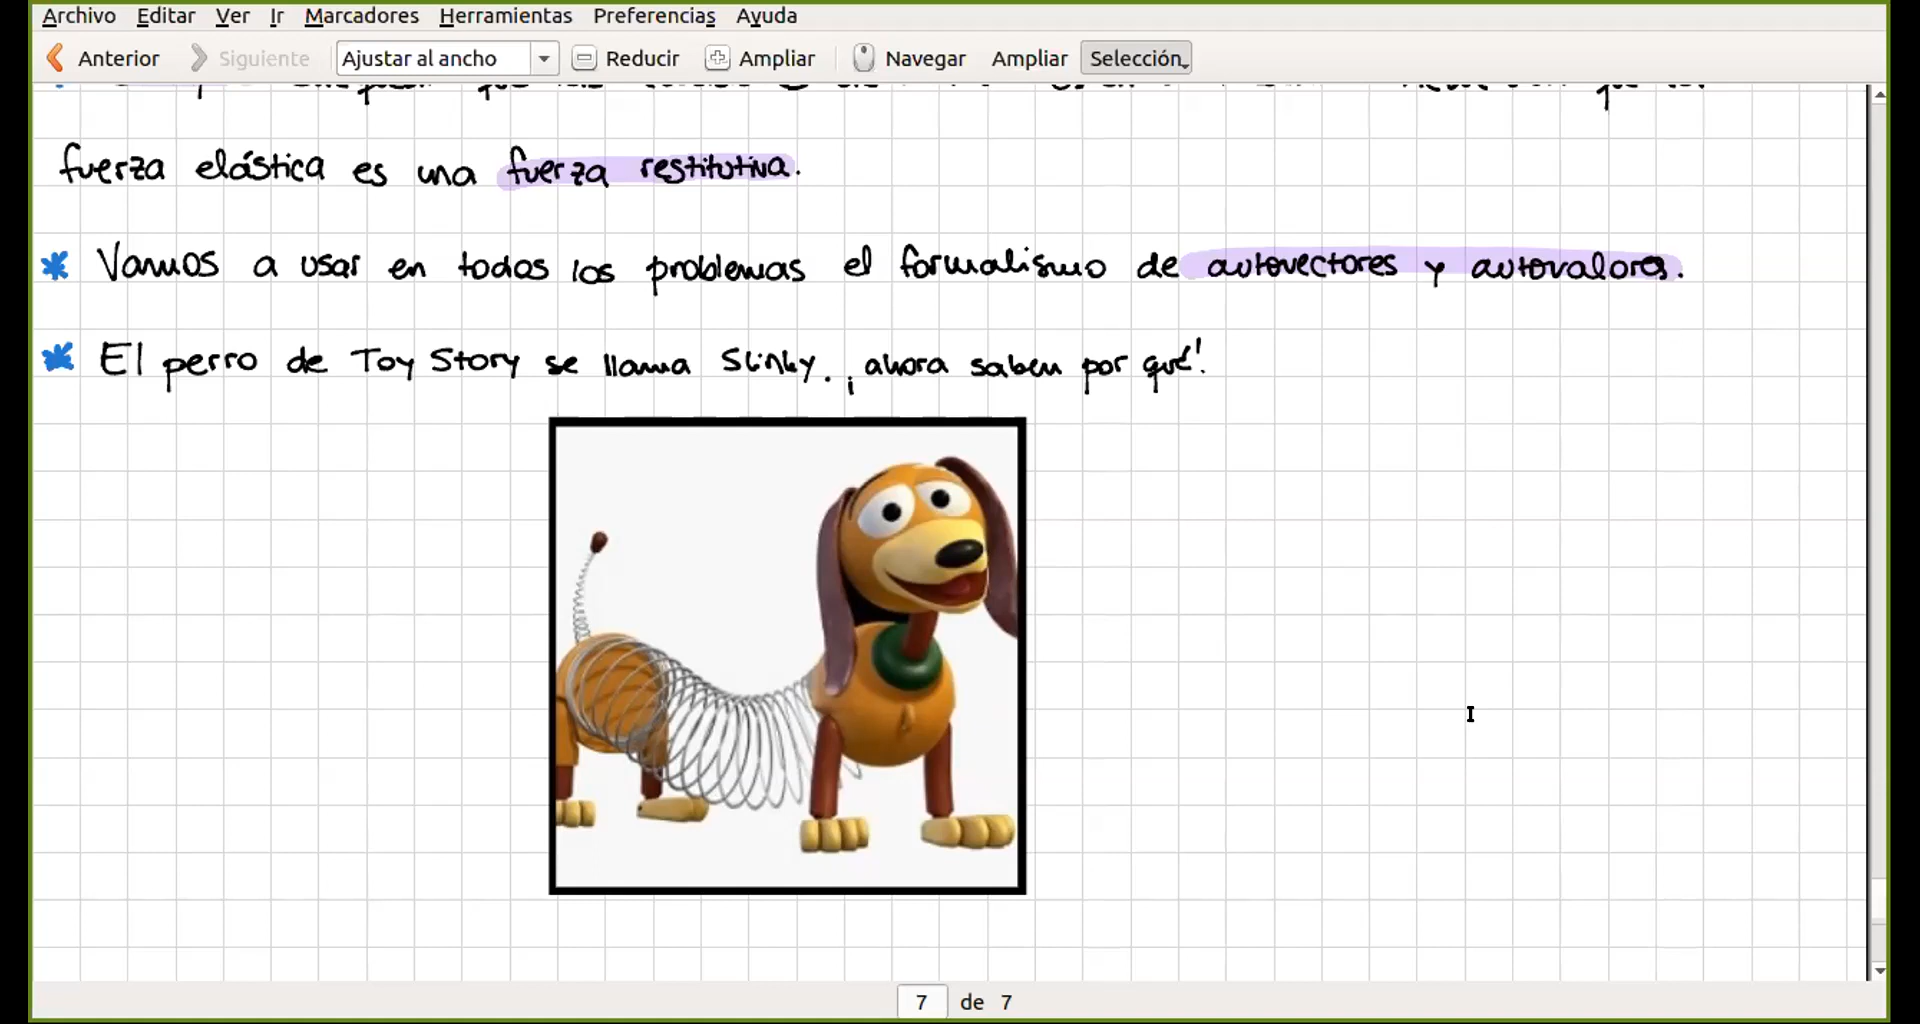 Archivo Editar Ver Ir Marcadores Herramientas Preferencias Ayuda
Anterior Siguiente Ajustar al ancho Reducir Ampliar Navegar Ampliar Selección
fuerza elástica es una fuerza restitutiva.
* Vamos a usar en todos los problemas el formalismo de autovectores y autovalores.
* El perro de Toy Story se llama Slinky. ¡ahora saben por qué!
7 de 7